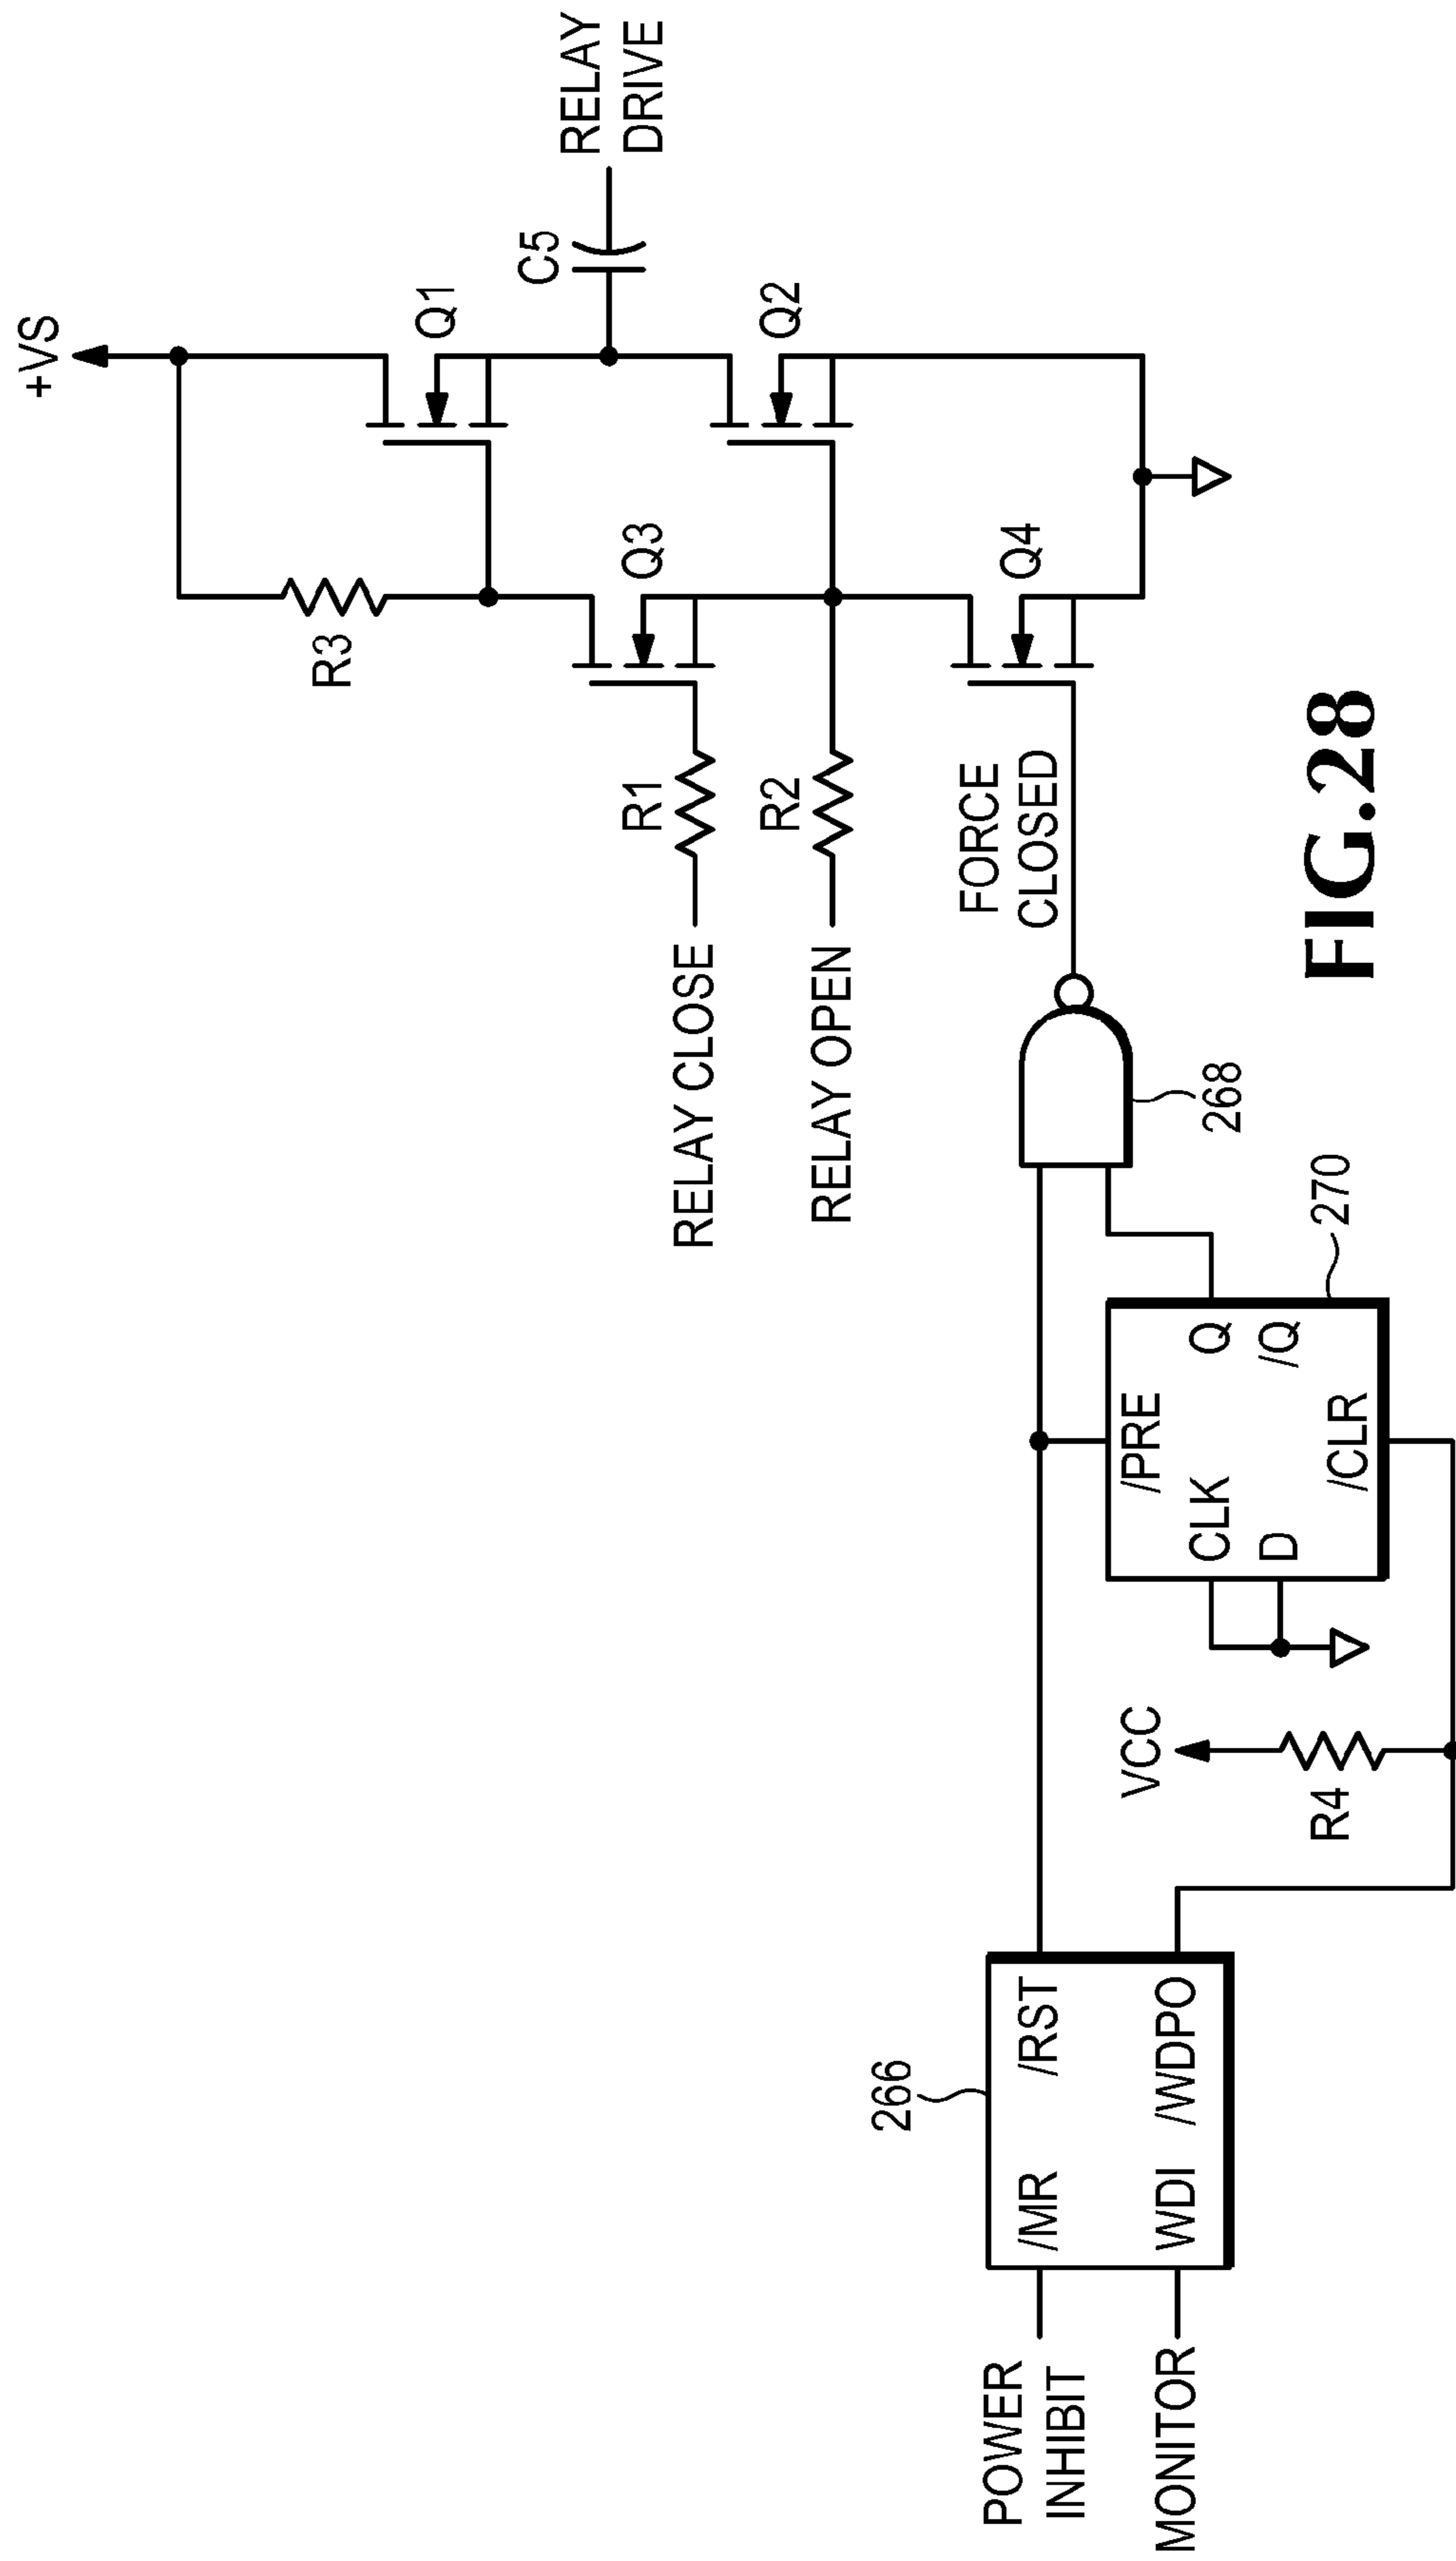 +VS
RELAY
DRIVE
C5
Q1
Q2
Q3
Q4
R3
R1
R2
RELAY CLOSE
RELAY OPEN
FORCE
CLOSED
268
270
/PRE
CLK
D
Q
/Q
/CLR
VCC
R4
266
/MR
/RST
WDI
/WDPO
POWER
INHIBIT
MONITOR
FIG.28